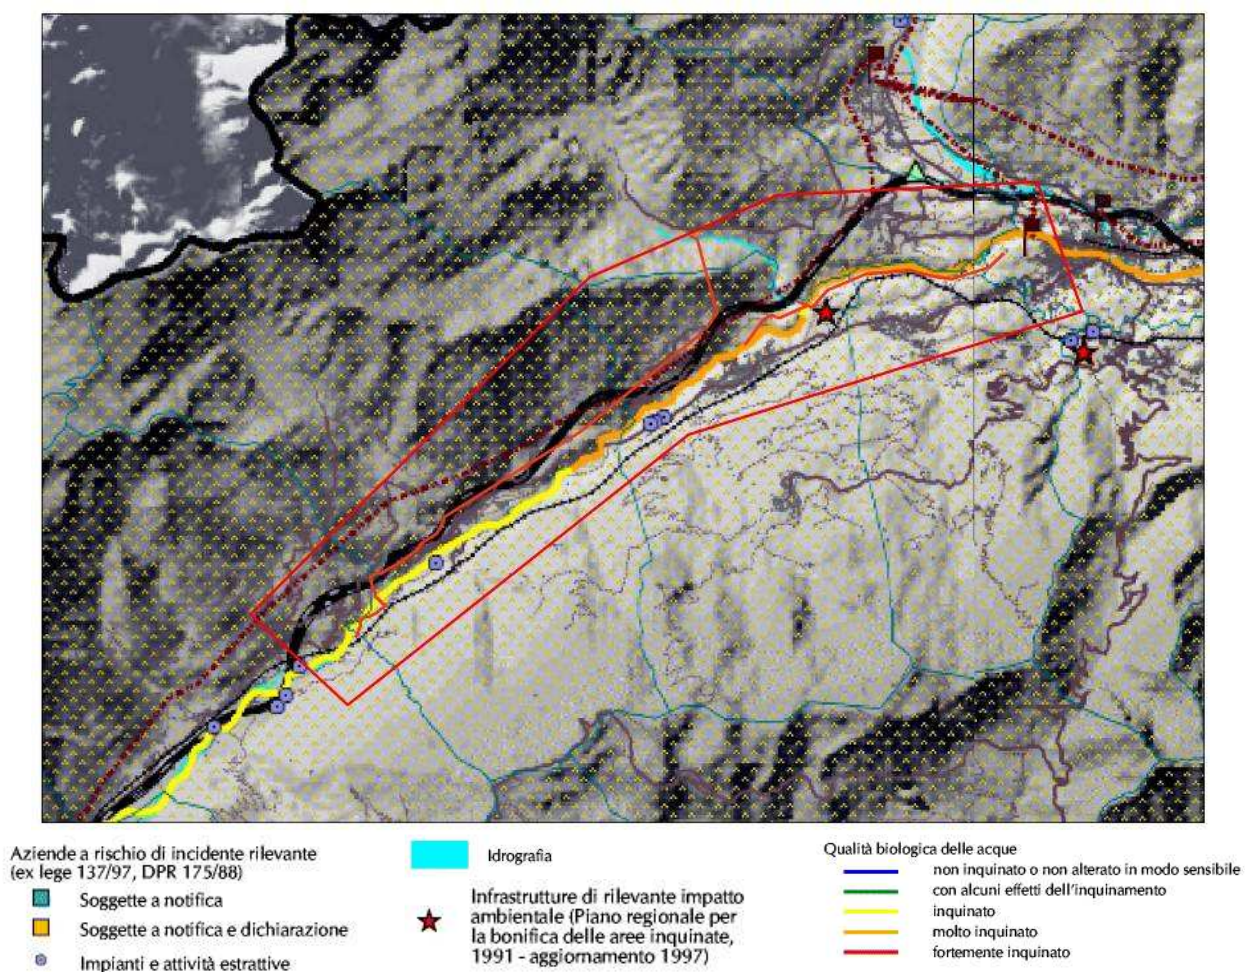 Aziende a rischio di incidente rilevante
(ex lege 137/97, DPR 175/88)
Soggette a notifica
Soggette a notifica e dichiarazione
Impianti e attività estrattive
Idrografia
Infrastrutture di rilevante impatto
ambientale (Piano regionale per
la bonifica delle aree inquinate,
1991 - aggiornamento 1997)
Qualità biologica delle acque
non inquinato o non alterato in modo sensibile
con alcuni effetti dell'inquinamento
inquinato
molto inquinato
fortemente inquinato